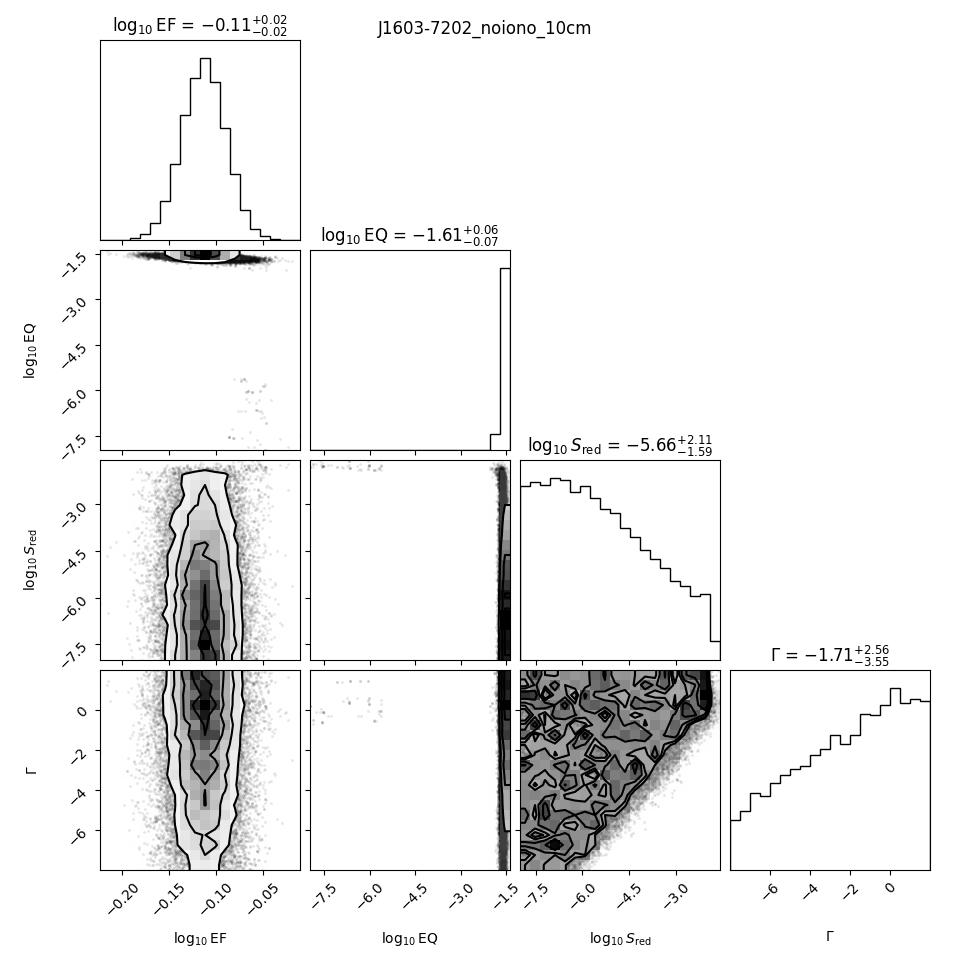 J1603-7202_noiono_10cm
log₁₀ EF = −0.11 +0.02 −0.02
log₁₀ EQ = −1.61 +0.06 −0.07
log₁₀ EQ
−1.5
−3.0
−4.5
−6.0
−7.5
log₁₀ S_red = −5.66 +2.11 −1.59
log₁₀ S_red
−3.0
−4.5
−6.0
−7.5
Γ = −1.71 +2.56 −3.55
Γ
0
−2
−4
−6
−0.20 −0.15 −0.10 −0.05 −7.5 −6.0 −4.5 −3.0 −1.5 −7.5 −6.0 −4.5 −3.0 −6 −4 −2 0
log₁₀ EF log₁₀ EQ log₁₀ S_red Γ